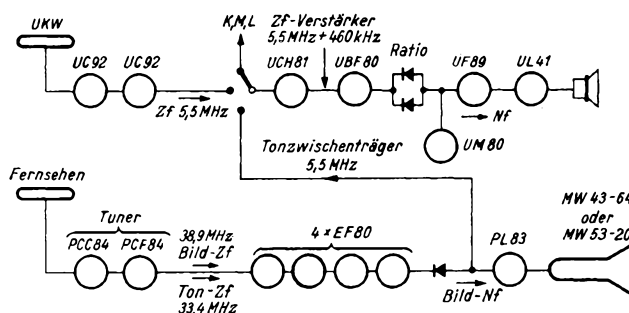 UKW
UC92
UC92
Zf 5,5 MHz
K,M,L
UCH81
Zf-Verstärker
5,5 MHz + 460 kHz
UBF80
Ratio
UF89
Nf
UL41
UM 80
Tonzwischenträger
5,5 MHz
Fernsehen
Tuner
PCC84
PCF84
38,9 MHz
Bild-Zf
Ton-Zf
33,4 MHz
4 × EF80
Bild-Nf
PL83
MW 43-64
oder
MW 53-20